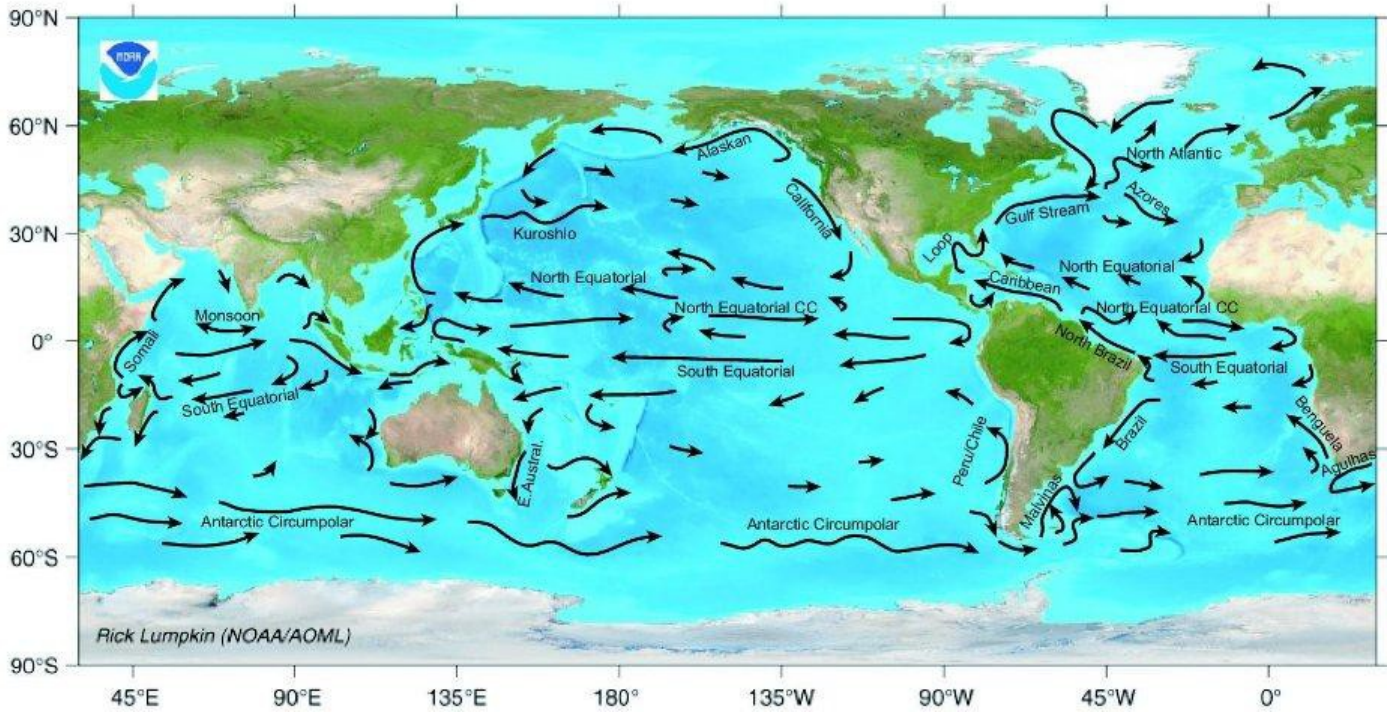 90°N
NOAA
60°N
Alaskan
North Atlantic
California
Azores
Gulf Stream
30°N
Kuroshio
Loop
North Equatorial
North Equatorial
Caribbean
North Equatorial CC
North Equatorial CC
Monsoon
Somali
0°
North Brazil
South Equatorial
South Equatorial
South Equatorial
Benguela
Brazil
30°S
E.Austral.
Peru/Chile
Agulhas
Malvinas
Antarctic Circumpolar
Antarctic Circumpolar
Antarctic Circumpolar
60°S
Rick Lumpkin (NOAA/AOML)
90°S
45°E 90°E 135°E 180° 135°W 90°W 45°W 0°